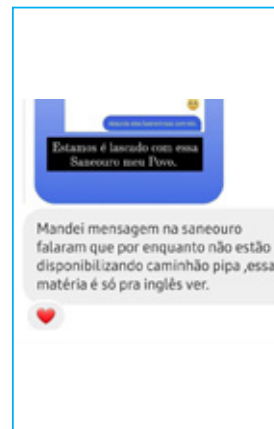 Estamos é lascado com essa
Saneouro meu Povo.
Mandei mensagem na saneouro
falaram que por enquanto não estão
disponibilizando caminhão pipa ,essa
matéria é só pra inglês ver.